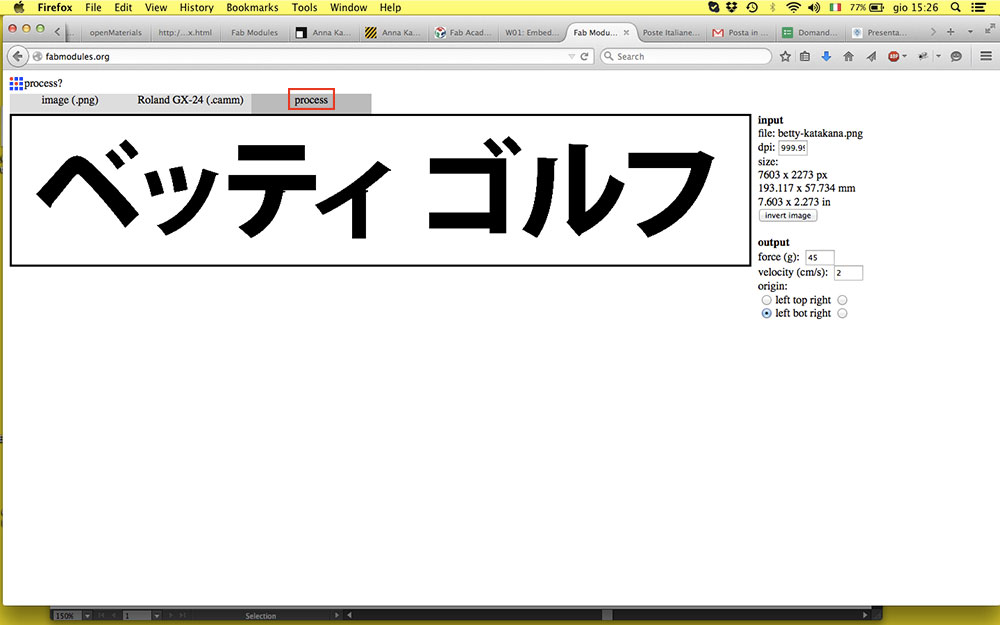 Firefox File Edit View History Bookmarks Tools Window Help 77% gio 15:26
openMaterials http:/...x.html Fab Modules Anna Ka... Anna Ka... Fab Acad... W01: Embed... Fab Mod... Poste Italiane... Posta in ... Domand... Presenta...
fabmodules.org Search
process?
image (.png) Roland GX-24 (.camm) process
ベッティ ゴルフ
input
file: betty-katakana.png
dpi: 999.99
size:
7603 x 2273 px
193.117 x 57.734 mm
7.603 x 2.273 in
invert image
output
force (g): 45
velocity (cm/s): 2
origin:
left top right
left bot right
150% 1 Selection